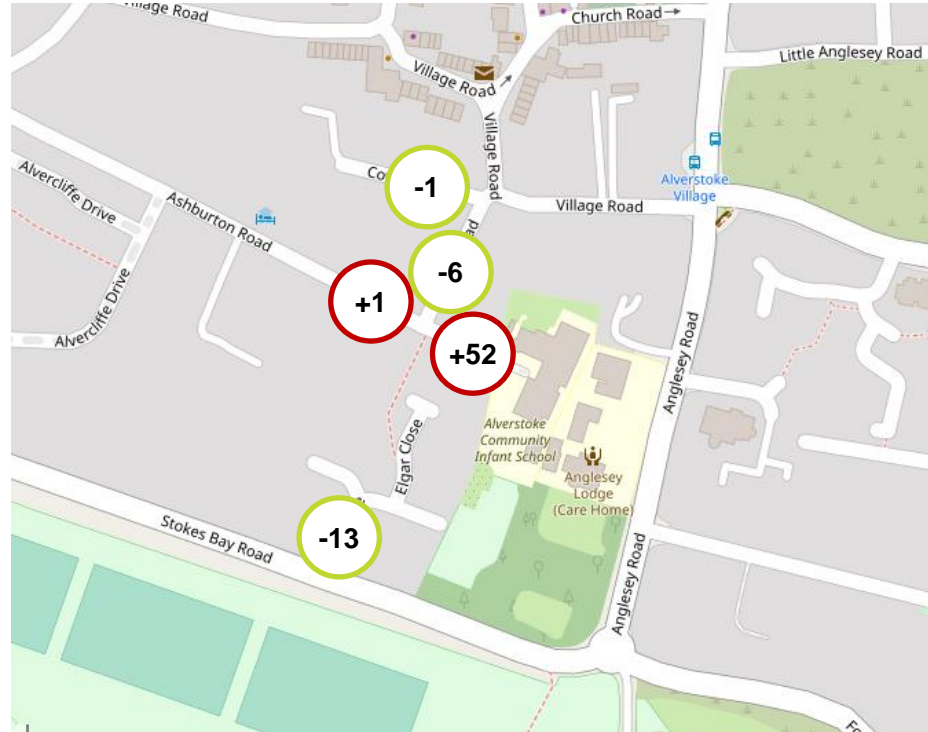 Village Road
Church Road
Little Anglesey Road
Village Road
Village Road
Alverstoke
Village
-1
Village Road
Alvercliffe Drive
Ashburton Road
-6
+1
+52
Alvercliffe Drive
Anglesey Road
Alverstoke
Community
Infant School
Elgar Close
Anglesey
Lodge
(Care Home)
-13
Stokes Bay Road
Anglesey Road